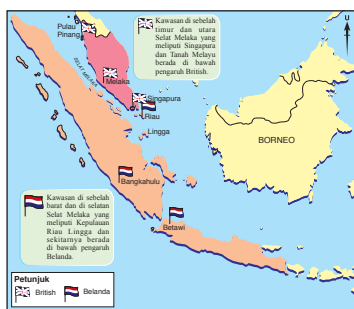 Pulau
Pinang
Kawasan di sebelah
timur dan utara
Selat Melaka yang
meliputi Singapura
dan Tanah Melayu
berada di bawah
pengaruh British.
U
SELAT MELAKA
Melaka
Singapura
Riau
Lingga
BORNEO
Bangkahulu
Kawasan di sebelah
barat dan di selatan
Selat Melaka yang
meliputi Kepulauan
Riau Lingga dan
sekitarnya berada
di bawah pengaruh
Belanda.
Betawi
Petunjuk
British
Belanda